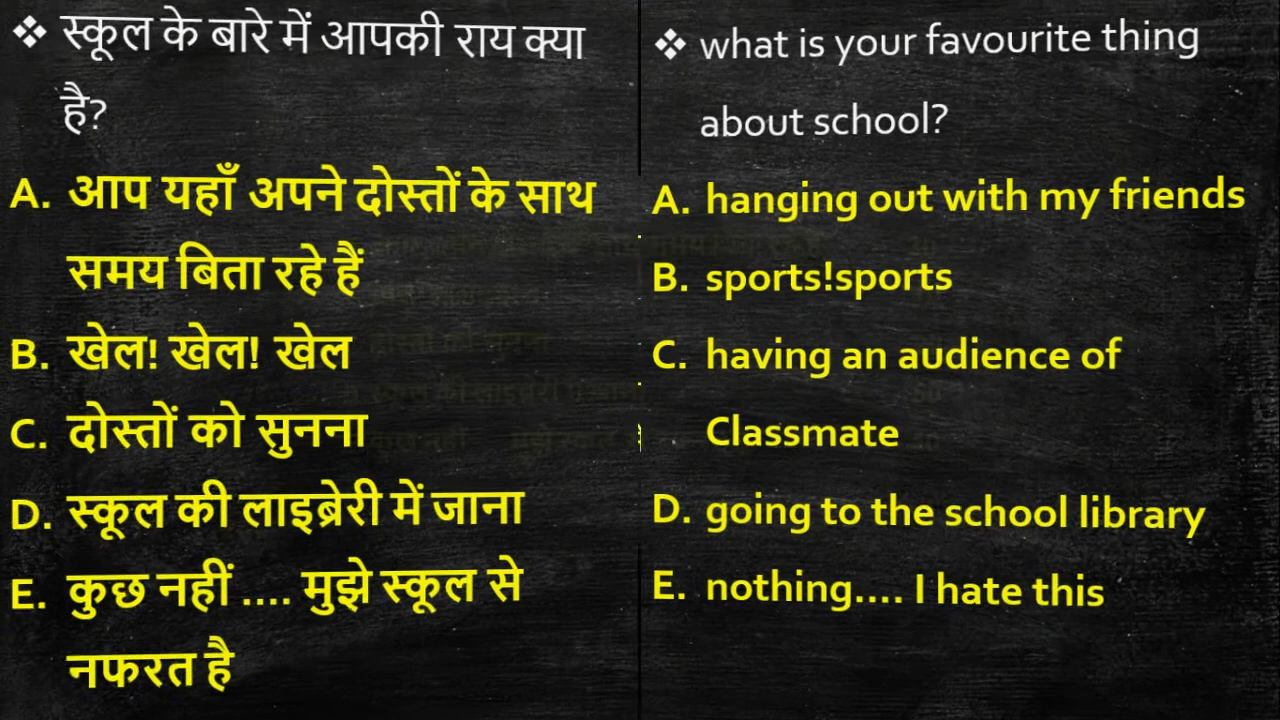 ❖ स्कूल के बारे में आपकी राय क्या
है?
A. आप यहाँ अपने दोस्तों के साथ
समय बिता रहे हैं
B. खेल! खेल! खेल
C. दोस्तों को सुनना
D. स्कूल की लाइब्रेरी में जाना
E. कुछ नहीं .... मुझे स्कूल से
नफरत है
❖ what is your favourite thing
about school?
A. hanging out with my friends
B. sports!sports
C. having an audience of
Classmate
D. going to the school library
E. nothing.... I hate this